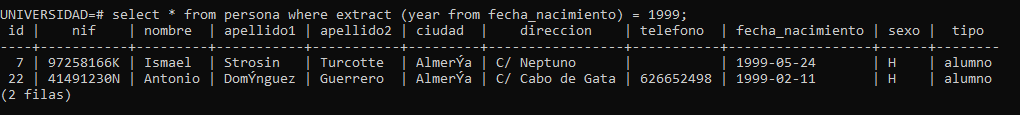 UNIVERSIDAD=# select * from persona where extract (year from fecha_nacimiento) = 1999;
 id |    nif    | nombre  | apellido1 | apellido2 | ciudad  |    direccion    | telefono  | fecha_nacimiento | sexo |  tipo
----+-----------+---------+-----------+-----------+---------+-----------------+-----------+------------------+------+--------
  7 | 97258166K | Ismael  | Strosin   | Turcotte  | AlmerÝa | C/ Neptuno      |           | 1999-05-24       | H    | alumno
 22 | 41491230N | Antonio | DomÝnguez | Guerrero  | AlmerÝa | C/ Cabo de Gata | 626652498 | 1999-02-11       | H    | alumno
(2 filas)